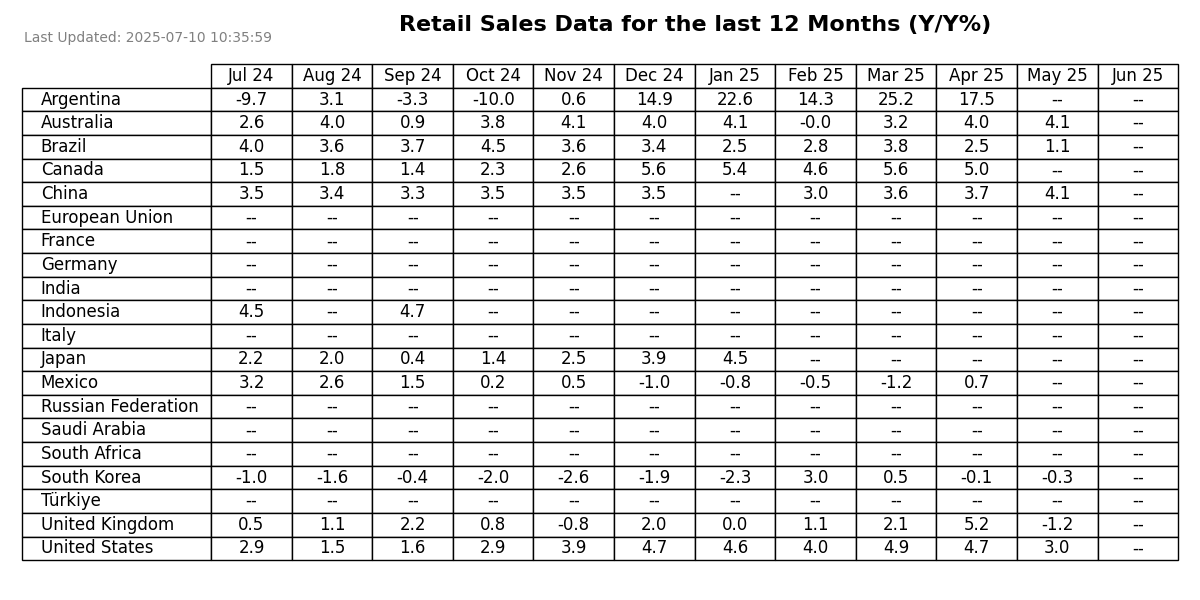 Retail Sales Data for the last 12 Months (Y/Y%)
Last Updated: 2025-07-10 10:35:59
Jul 24 Aug 24 Sep 24 Oct 24 Nov 24 Dec 24 Jan 25 Feb 25 Mar 25 Apr 25 May 25 Jun 25
Argentina -9.7 3.1 -3.3 -10.0 0.6 14.9 22.6 14.3 25.2 17.5 -- --
Australia 2.6 4.0 0.9 3.8 4.1 4.0 4.1 -0.0 3.2 4.0 4.1 --
Brazil 4.0 3.6 3.7 4.5 3.6 3.4 2.5 2.8 3.8 2.5 1.1 --
Canada 1.5 1.8 1.4 2.3 2.6 5.6 5.4 4.6 5.6 5.0 -- --
China 3.5 3.4 3.3 3.5 3.5 3.5 -- 3.0 3.6 3.7 4.1 --
European Union -- -- -- -- -- -- -- -- -- -- -- --
France -- -- -- -- -- -- -- -- -- -- -- --
Germany -- -- -- -- -- -- -- -- -- -- -- --
India -- -- -- -- -- -- -- -- -- -- -- --
Indonesia 4.5 -- 4.7 -- -- -- -- -- -- -- -- --
Italy -- -- -- -- -- -- -- -- -- -- -- --
Japan 2.2 2.0 0.4 1.4 2.5 3.9 4.5 -- -- -- -- --
Mexico 3.2 2.6 1.5 0.2 0.5 -1.0 -0.8 -0.5 -1.2 0.7 -- --
Russian Federation -- -- -- -- -- -- -- -- -- -- -- --
Saudi Arabia -- -- -- -- -- -- -- -- -- -- -- --
South Africa -- -- -- -- -- -- -- -- -- -- -- --
South Korea -1.0 -1.6 -0.4 -2.0 -2.6 -1.9 -2.3 3.0 0.5 -0.1 -0.3 --
Türkiye -- -- -- -- -- -- -- -- -- -- -- --
United Kingdom 0.5 1.1 2.2 0.8 -0.8 2.0 0.0 1.1 2.1 5.2 -1.2 --
United States 2.9 1.5 1.6 2.9 3.9 4.7 4.6 4.0 4.9 4.7 3.0 --